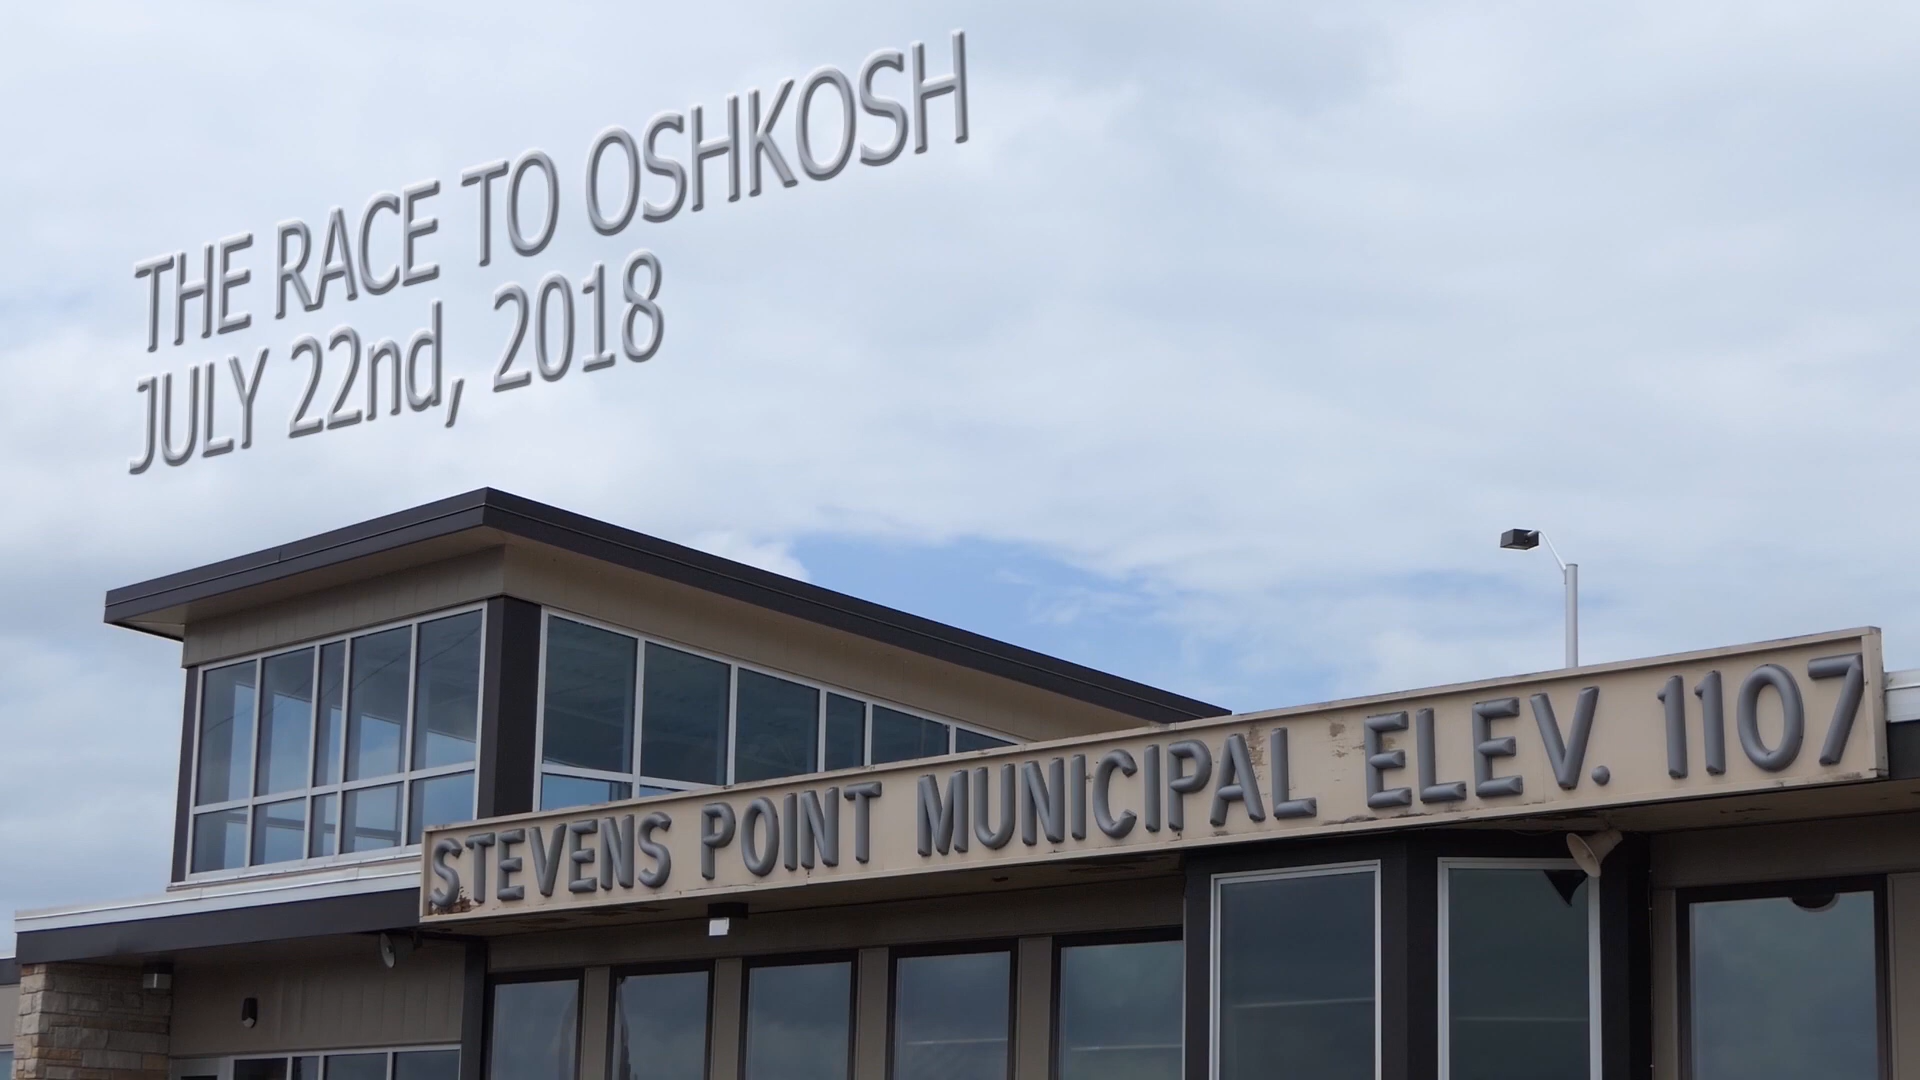 THE RACE TO OSHKOSH
JULY 22nd, 2018
STEVENS POINT MUNICIPAL ELEV. 1107